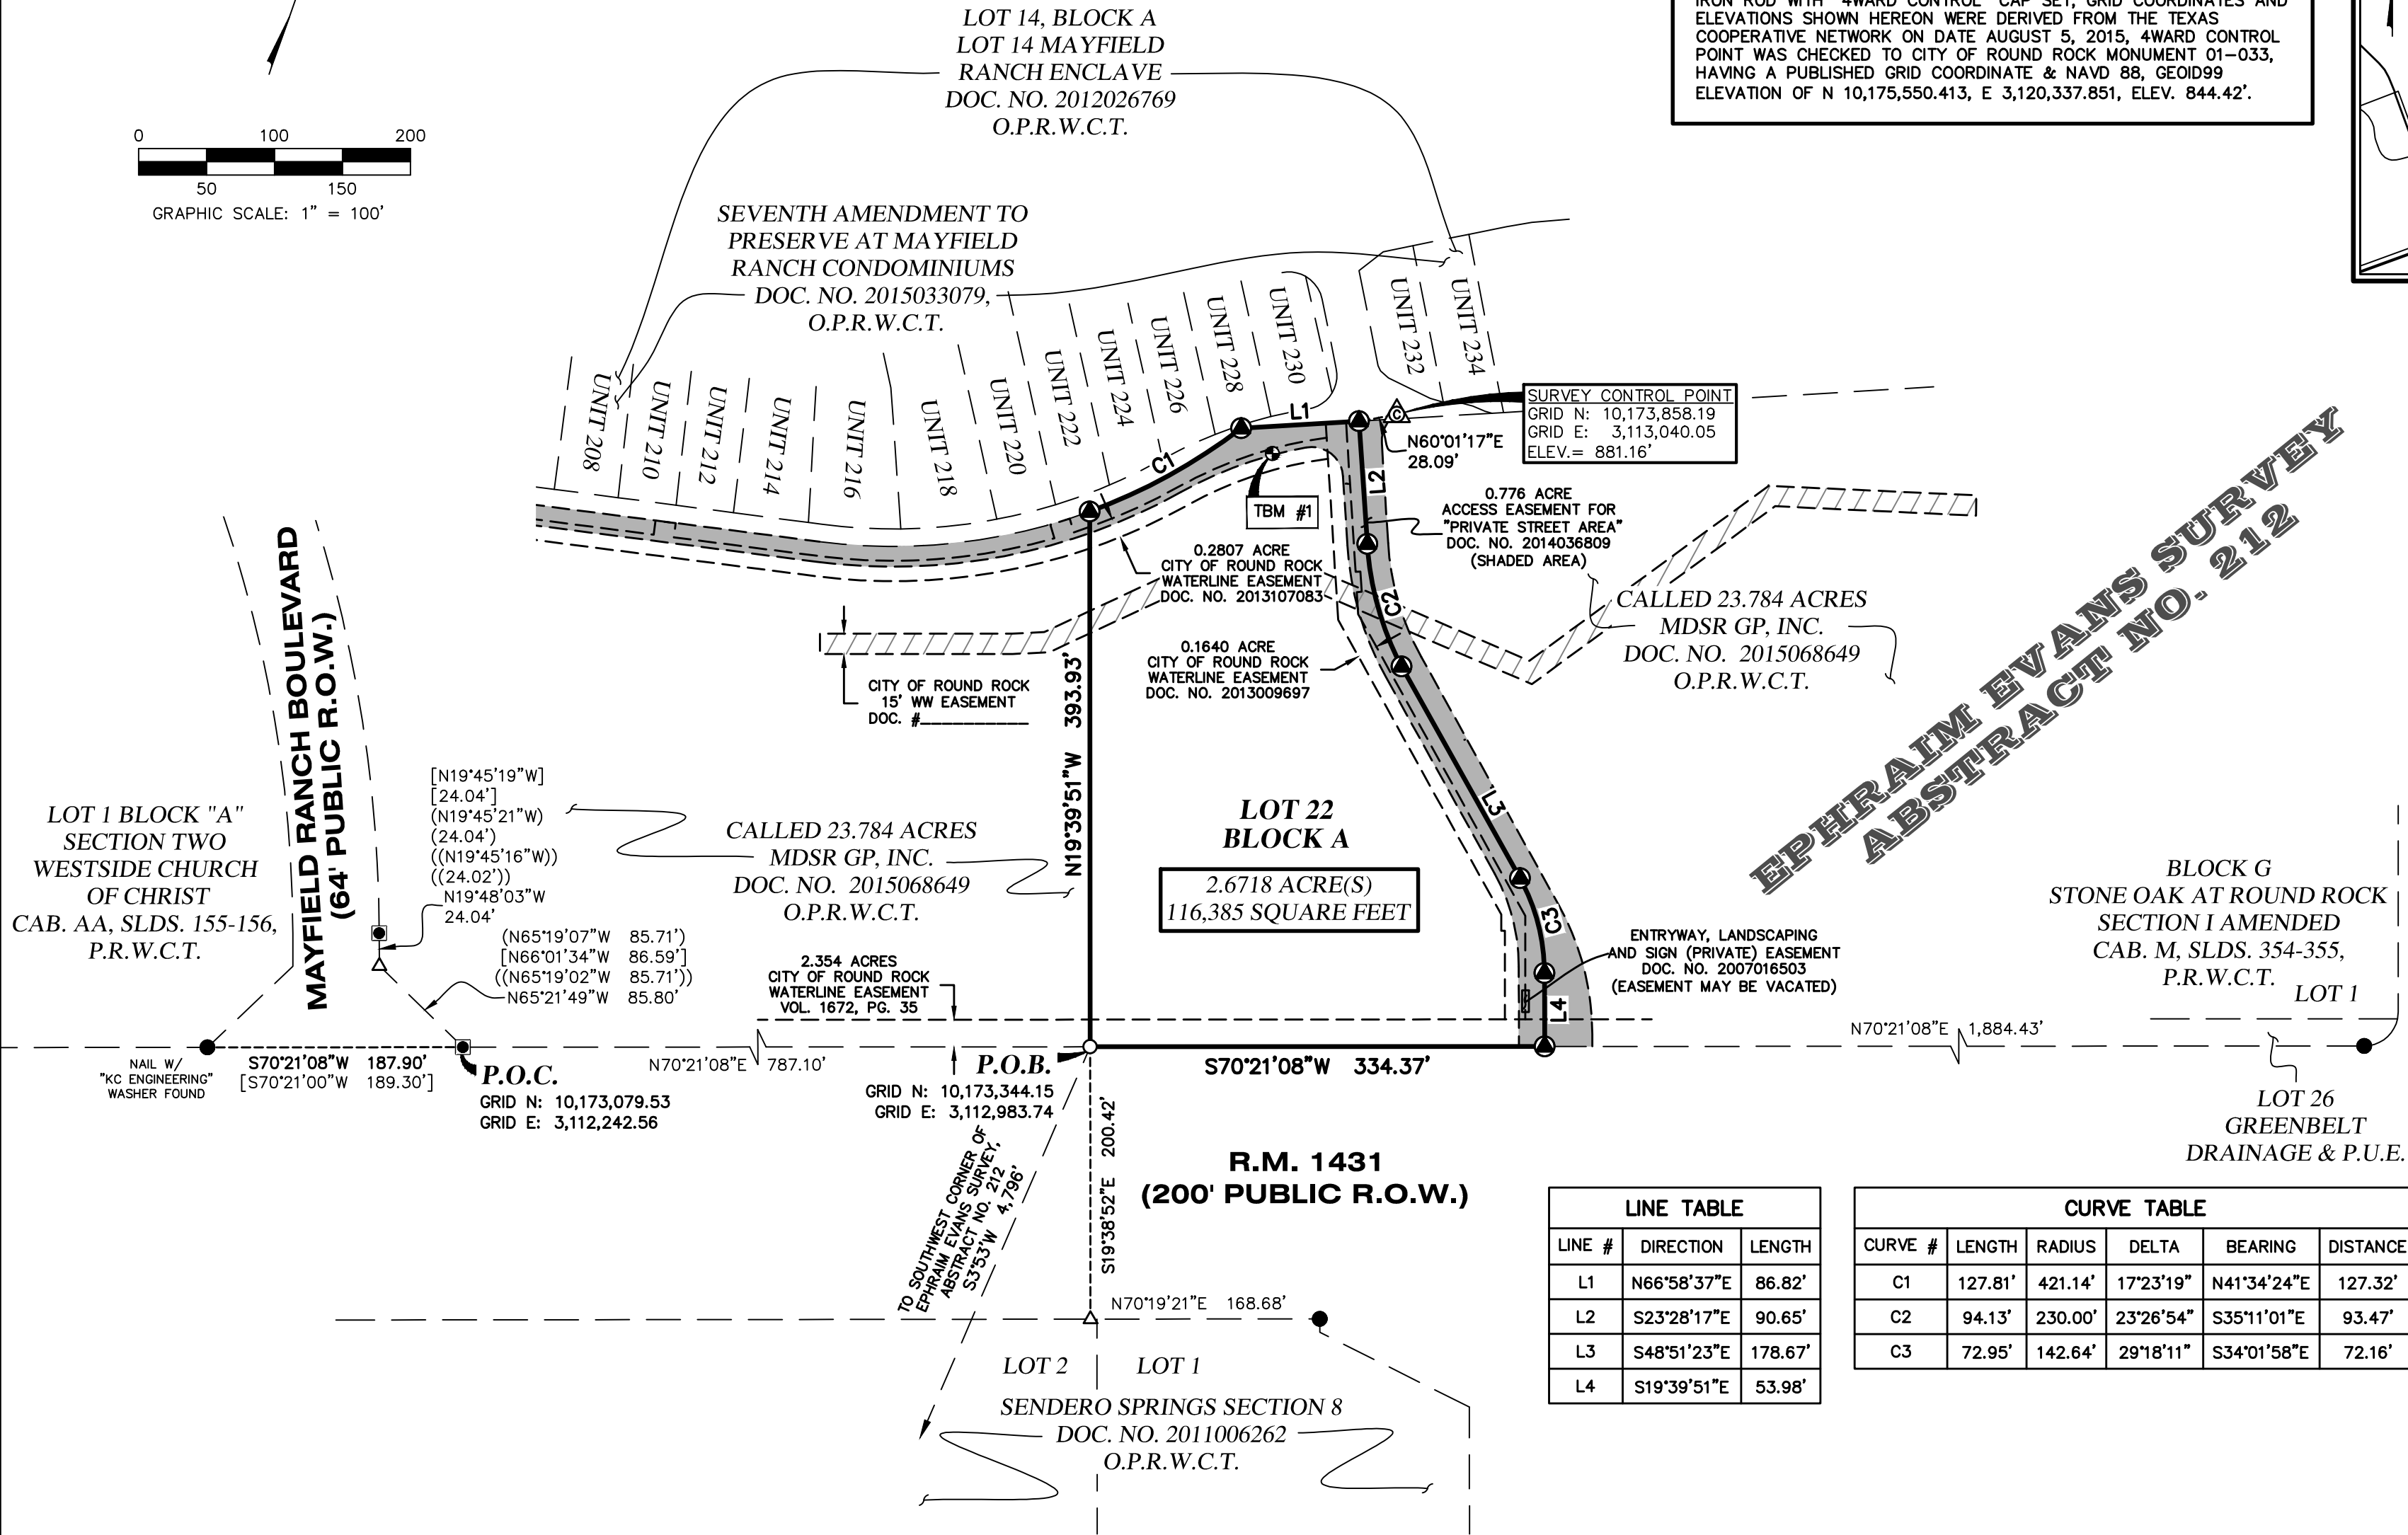 LOT 14, BLOCK A
LOT 14 MAYFIELD
RANCH ENCLAVE
DOC. NO. 2012026769
O.P.R.W.C.T.
ELEVATIONS SHOWN HEREON WERE DERIVED FROM THE TEXAS
COOPERATIVE NETWORK ON DATE AUGUST 5, 2015, 4WARD CONTROL
POINT WAS CHECKED TO CITY OF ROUND ROCK MONUMENT 01-033,
HAVING A PUBLISHED GRID COORDINATE & NAVD 88, GEOID99
ELEVATION OF N 10,175,550.413, E 3,120,337.851, ELEV. 844.42'.
0 100 200
50 150
GRAPHIC SCALE: 1" = 100'
SEVENTH AMENDMENT TO
PRESERVE AT MAYFIELD
RANCH CONDOMINIUMS
DOC. NO. 2015033079,
O.P.R.W.C.T.
UNIT 208
UNIT 210
UNIT 212
UNIT 214
UNIT 216
UNIT 218
UNIT 220
UNIT 222
UNIT 224
UNIT 226
UNIT 228
UNIT 230
UNIT 232
UNIT 234
SURVEY CONTROL POINT
GRID N: 10,173,858.19
GRID E: 3,113,040.05
ELEV.= 881.16'
C
L1
C1
L2
N60°01'17"E
28.09'
TBM #1
0.776 ACRE
ACCESS EASEMENT FOR
"PRIVATE STREET AREA"
DOC. NO. 2014036809
(SHADED AREA)
0.2807 ACRE
CITY OF ROUND ROCK
WATERLINE EASEMENT
DOC. NO. 2013107083
C2
CALLED 23.784 ACRES
MDSR GP, INC.
DOC. NO. 2015068649
O.P.R.W.C.T.
0.1640 ACRE
CITY OF ROUND ROCK
WATERLINE EASEMENT
DOC. NO. 2013009697
CITY OF ROUND ROCK
15' WW EASEMENT
DOC. #__________
N19°39'51"W 393.93'
EPHRAIM EVANS SURVEY
ABSTRACT NO. 212
MAYFIELD RANCH BOULEVARD
(64' PUBLIC R.O.W.)
LOT 1 BLOCK "A"
SECTION TWO
WESTSIDE CHURCH
OF CHRIST
CAB. AA, SLDS. 155-156,
P.R.W.C.T.
[N19°45'19"W]
[24.04']
(N19°45'21"W)
(24.04')
((N19°45'16"W))
((24.02'))
N19°48'03"W
24.04'
(N65°19'07"W 85.71')
[N66°01'34"W 86.59']
((N65°19'02"W 85.71'))
N65°21'49"W 85.80'
CALLED 23.784 ACRES
MDSR GP, INC.
DOC. NO. 2015068649
O.P.R.W.C.T.
LOT 22
BLOCK A
2.6718 ACRE(S)
116,385 SQUARE FEET
L3
C3
L4
ENTRYWAY, LANDSCAPING
AND SIGN (PRIVATE) EASEMENT
DOC. NO. 2007016503
(EASEMENT MAY BE VACATED)
BLOCK G
STONE OAK AT ROUND ROCK
SECTION I AMENDED
CAB. M, SLDS. 354-355,
P.R.W.C.T.
LOT 1
2.354 ACRES
CITY OF ROUND ROCK
WATERLINE EASEMENT
VOL. 1672, PG. 35
NAIL W/
"KC ENGINEERING"
WASHER FOUND
S70°21'08"W 187.90'
[S70°21'00"W 189.30']
P.O.C.
GRID N: 10,173,079.53
GRID E: 3,112,242.56
N70°21'08"E 787.10'
P.O.B.
GRID N: 10,173,344.15
GRID E: 3,112,983.74
S70°21'08"W 334.37'
N70°21'08"E 1,884.43'
LOT 26
GREENBELT
DRAINAGE & P.U.E.
TO SOUTHWEST CORNER OF
EPHRAIM EVANS SURVEY,
ABSTRACT NO. 212
S3°53'W 4,796'
S19°38'52"E 200.42'
R.M. 1431
(200' PUBLIC R.O.W.)
N70°19'21"E 168.68'
LOT 2 LOT 1
SENDERO SPRINGS SECTION 8
DOC. NO. 2011006262
O.P.R.W.C.T.
LINE TABLE
LINE # DIRECTION LENGTH
L1 N66°58'37"E 86.82'
L2 S23°28'17"E 90.65'
L3 S48°51'23"E 178.67'
L4 S19°39'51"E 53.98'
CURVE TABLE
CURVE # LENGTH RADIUS DELTA BEARING DISTANCE
C1 127.81' 421.14' 17°23'19" N41°34'24"E 127.32'
C2 94.13' 230.00' 23°26'54" S35°11'01"E 93.47'
C3 72.95' 142.64' 29°18'11" S34°01'58"E 72.16'